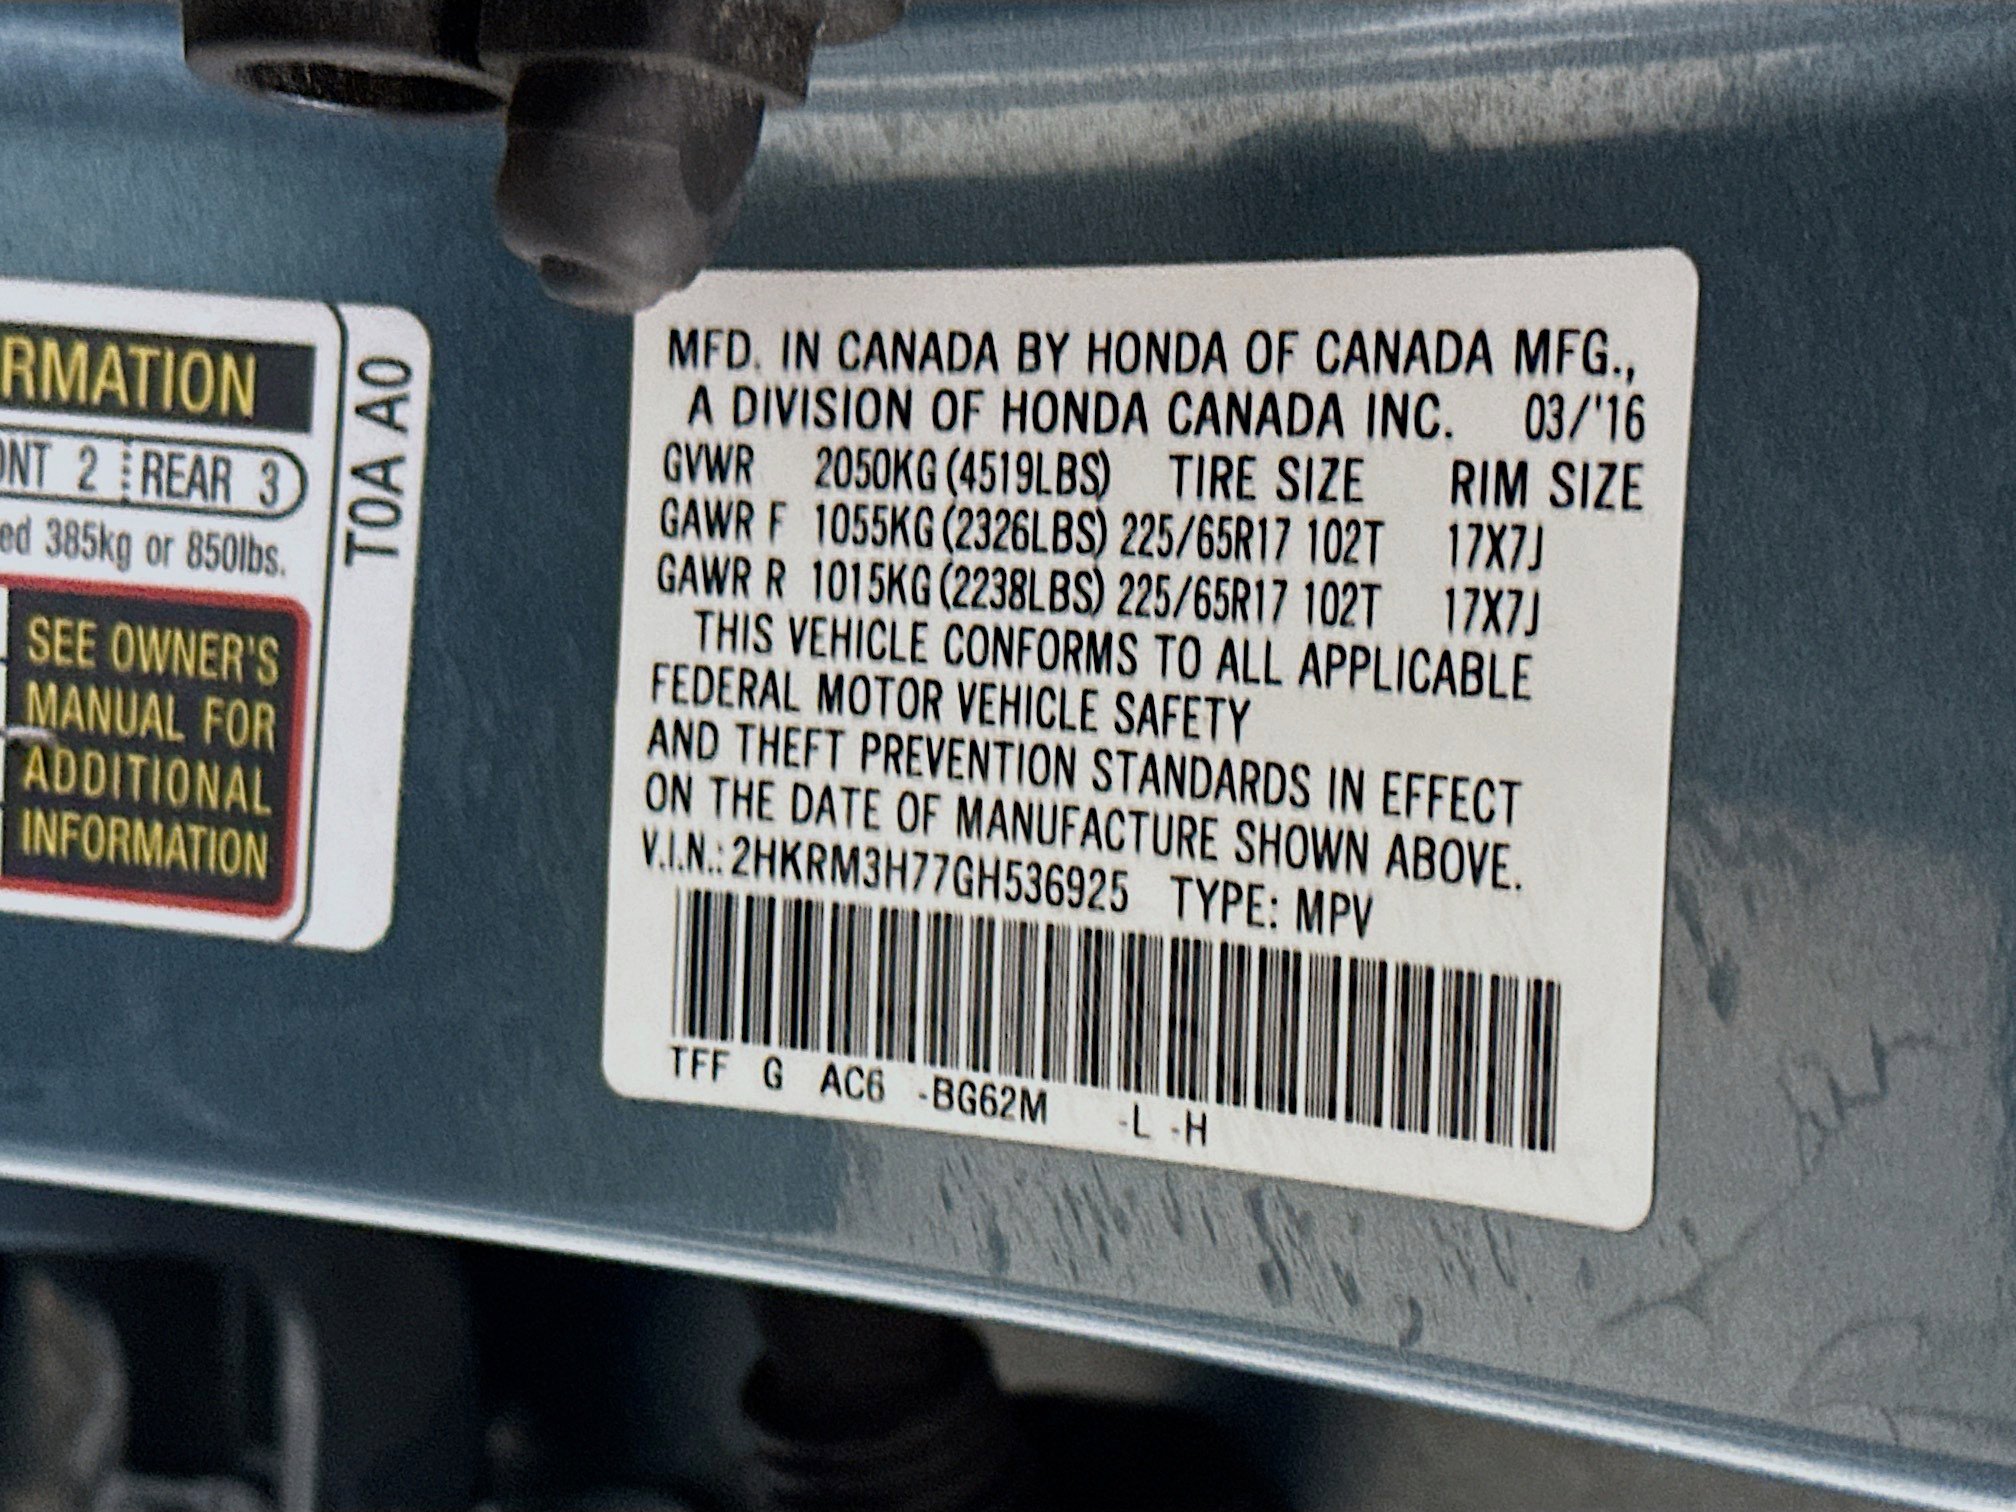 RMATION
ONT 2 REAR 3
ed 385kg or 850lbs.
SEE OWNER'S
MANUAL FOR
ADDITIONAL
INFORMATION
T0A A0
MFD. IN CANADA BY HONDA OF CANADA MFG.,
A DIVISION OF HONDA CANADA INC. 03/'16
GVWR 2050KG (4519LBS) TIRE SIZE RIM SIZE
GAWR F 1055KG (2326LBS) 225/65R17 102T 17X7J
GAWR R 1015KG (2238LBS) 225/65R17 102T 17X7J
THIS VEHICLE CONFORMS TO ALL APPLICABLE
FEDERAL MOTOR VEHICLE SAFETY
AND THEFT PREVENTION STANDARDS IN EFFECT
ON THE DATE OF MANUFACTURE SHOWN ABOVE.
V.I.N.: 2HKRM3H77GH536925 TYPE: MPV
TFF G AC6 -BG62M -L -H